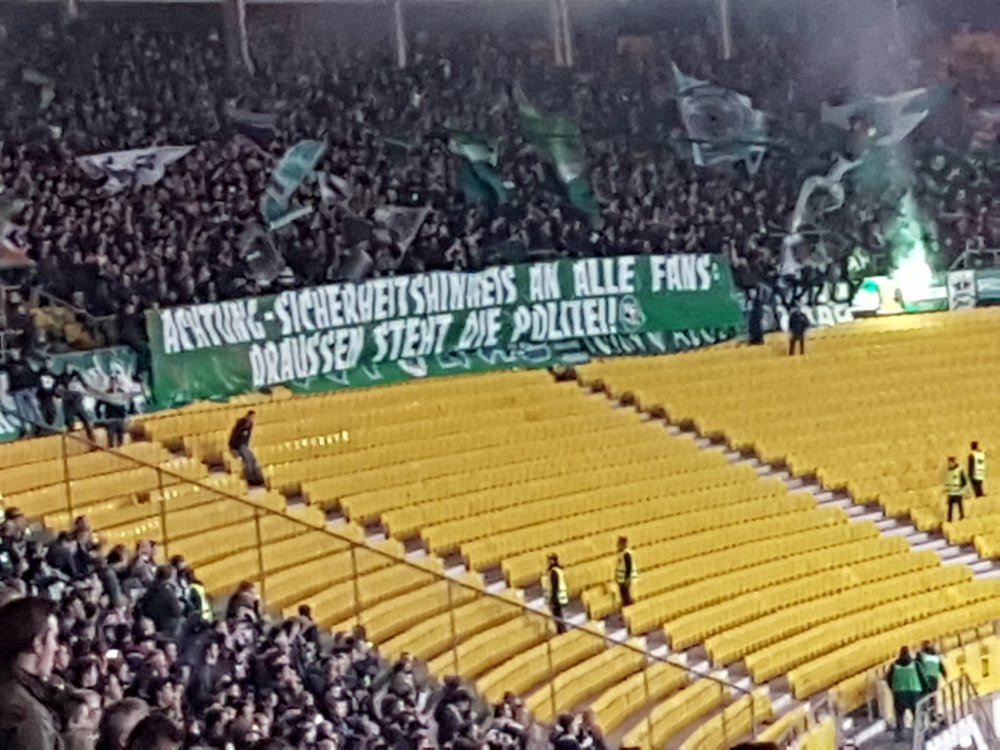 ACHTUNG-SICHERHEITSHINWEIS AN ALLE FANS:
DRAUSSEN STEHT DIE POLIZEI!